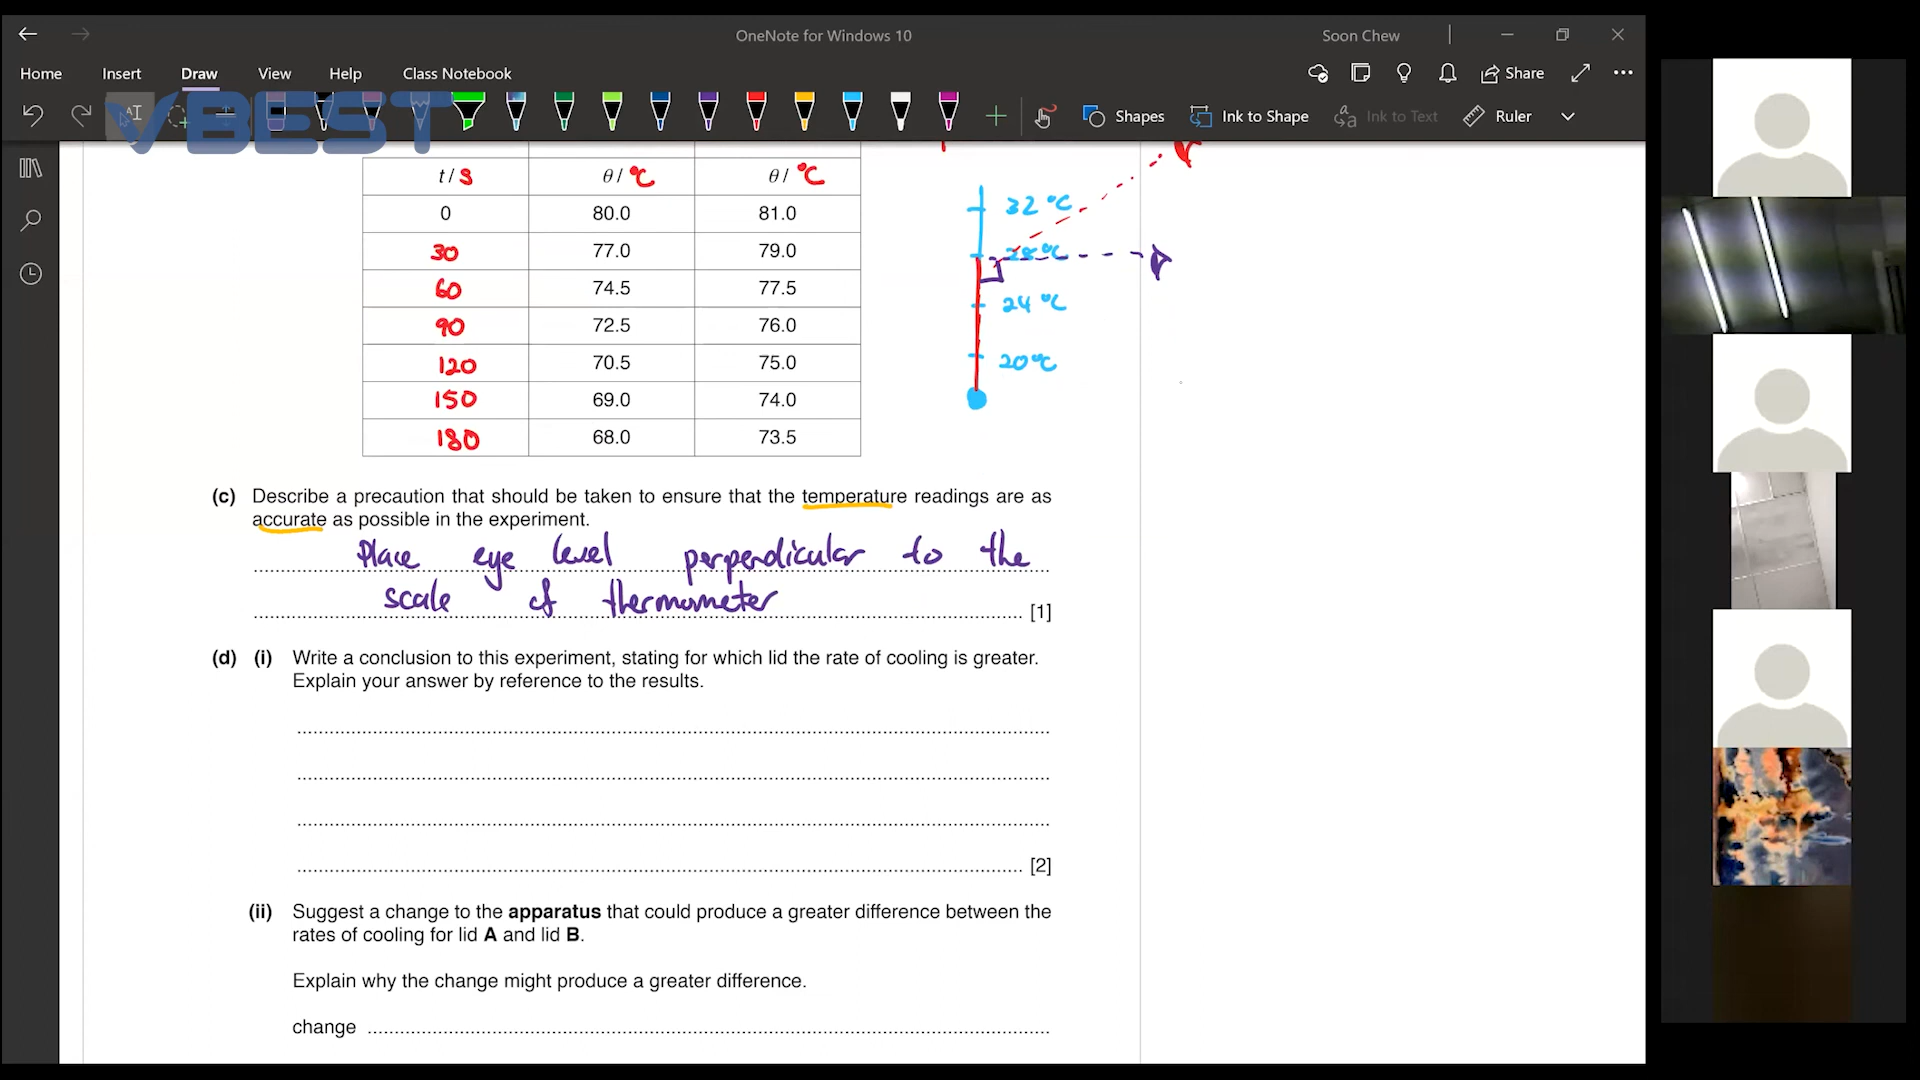 OneNote for Windows 10
Soon Chew
Home Insert Draw View Help Class Notebook
Share
VBEST
Shapes Ink to Shape Ink to Text Ruler
t / s θ / °C θ / °C
0 80.0 81.0
30 77.0 79.0
60 74.5 77.5
90 72.5 76.0
120 70.5 75.0
150 69.0 74.0
180 68.0 73.5
32 °C
28 °C
24 °C
20 °C
(c) Describe a precaution that should be taken to ensure that the temperature readings are as
accurate as possible in the experiment.
Place eye level perpendicular to the
scale of thermometer
[1]
(d) (i) Write a conclusion to this experiment, stating for which lid the rate of cooling is greater.
Explain your answer by reference to the results.
[2]
(ii) Suggest a change to the apparatus that could produce a greater difference between the
rates of cooling for lid A and lid B.
Explain why the change might produce a greater difference.
change